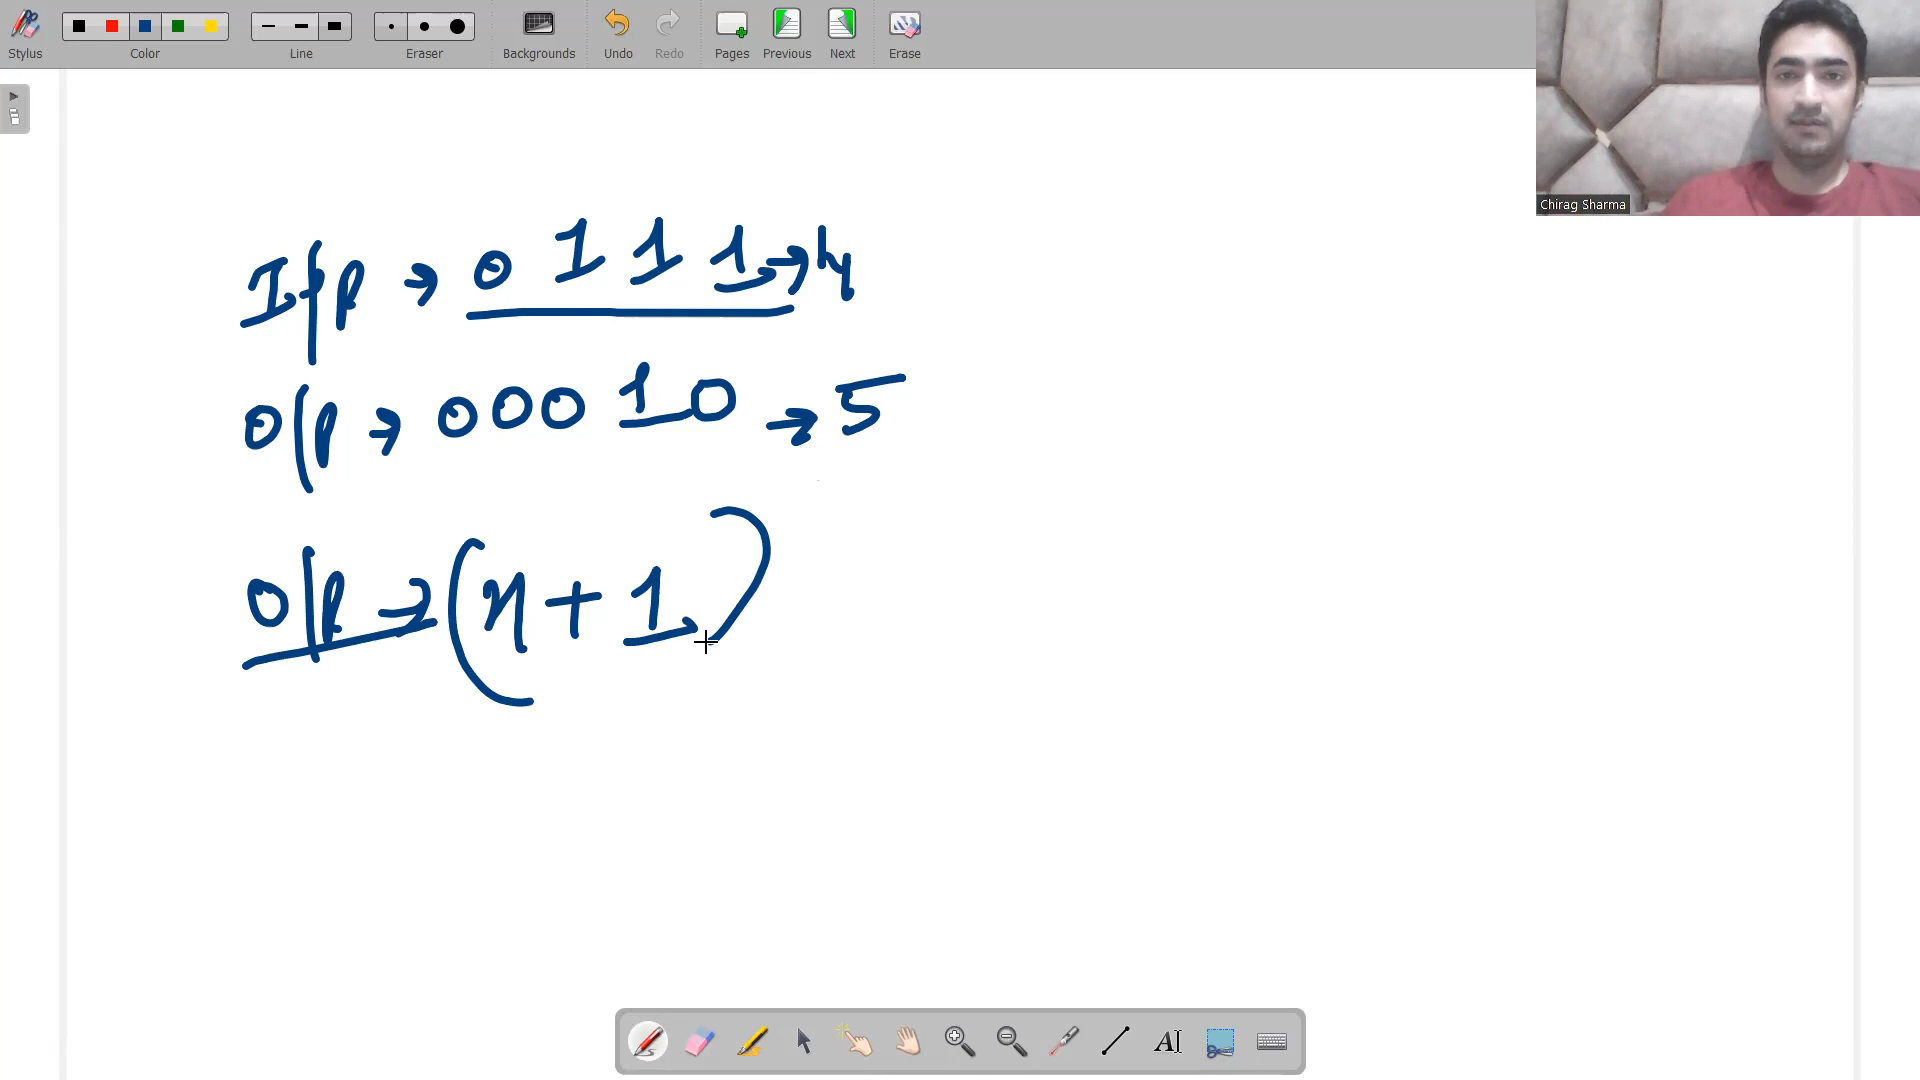 Stylus Color Line Eraser Backgrounds Undo Redo Pages Previous Next Erase
Chirag Sharma
I/p → 0 1 1 1 → 4
O/p → 0 0 0 1 0 → 5
O/p → (n + 1)